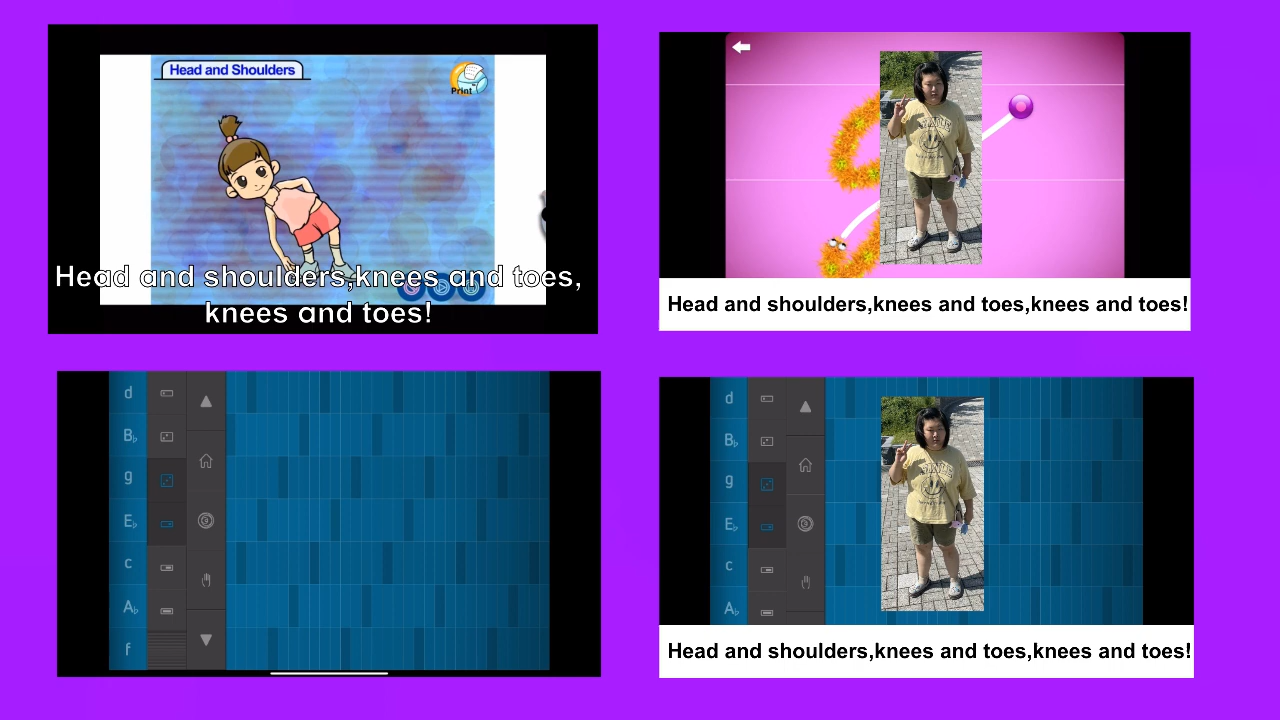 Head and Shoulders
Print
Head and shoulders,knees and toes,
knees and toes!
Head and shoulders,knees and toes,knees and toes!
d
B♭
g
E♭
c
A♭
f
d
B♭
g
E♭
c
A♭
Head and shoulders,knees and toes,knees and toes!